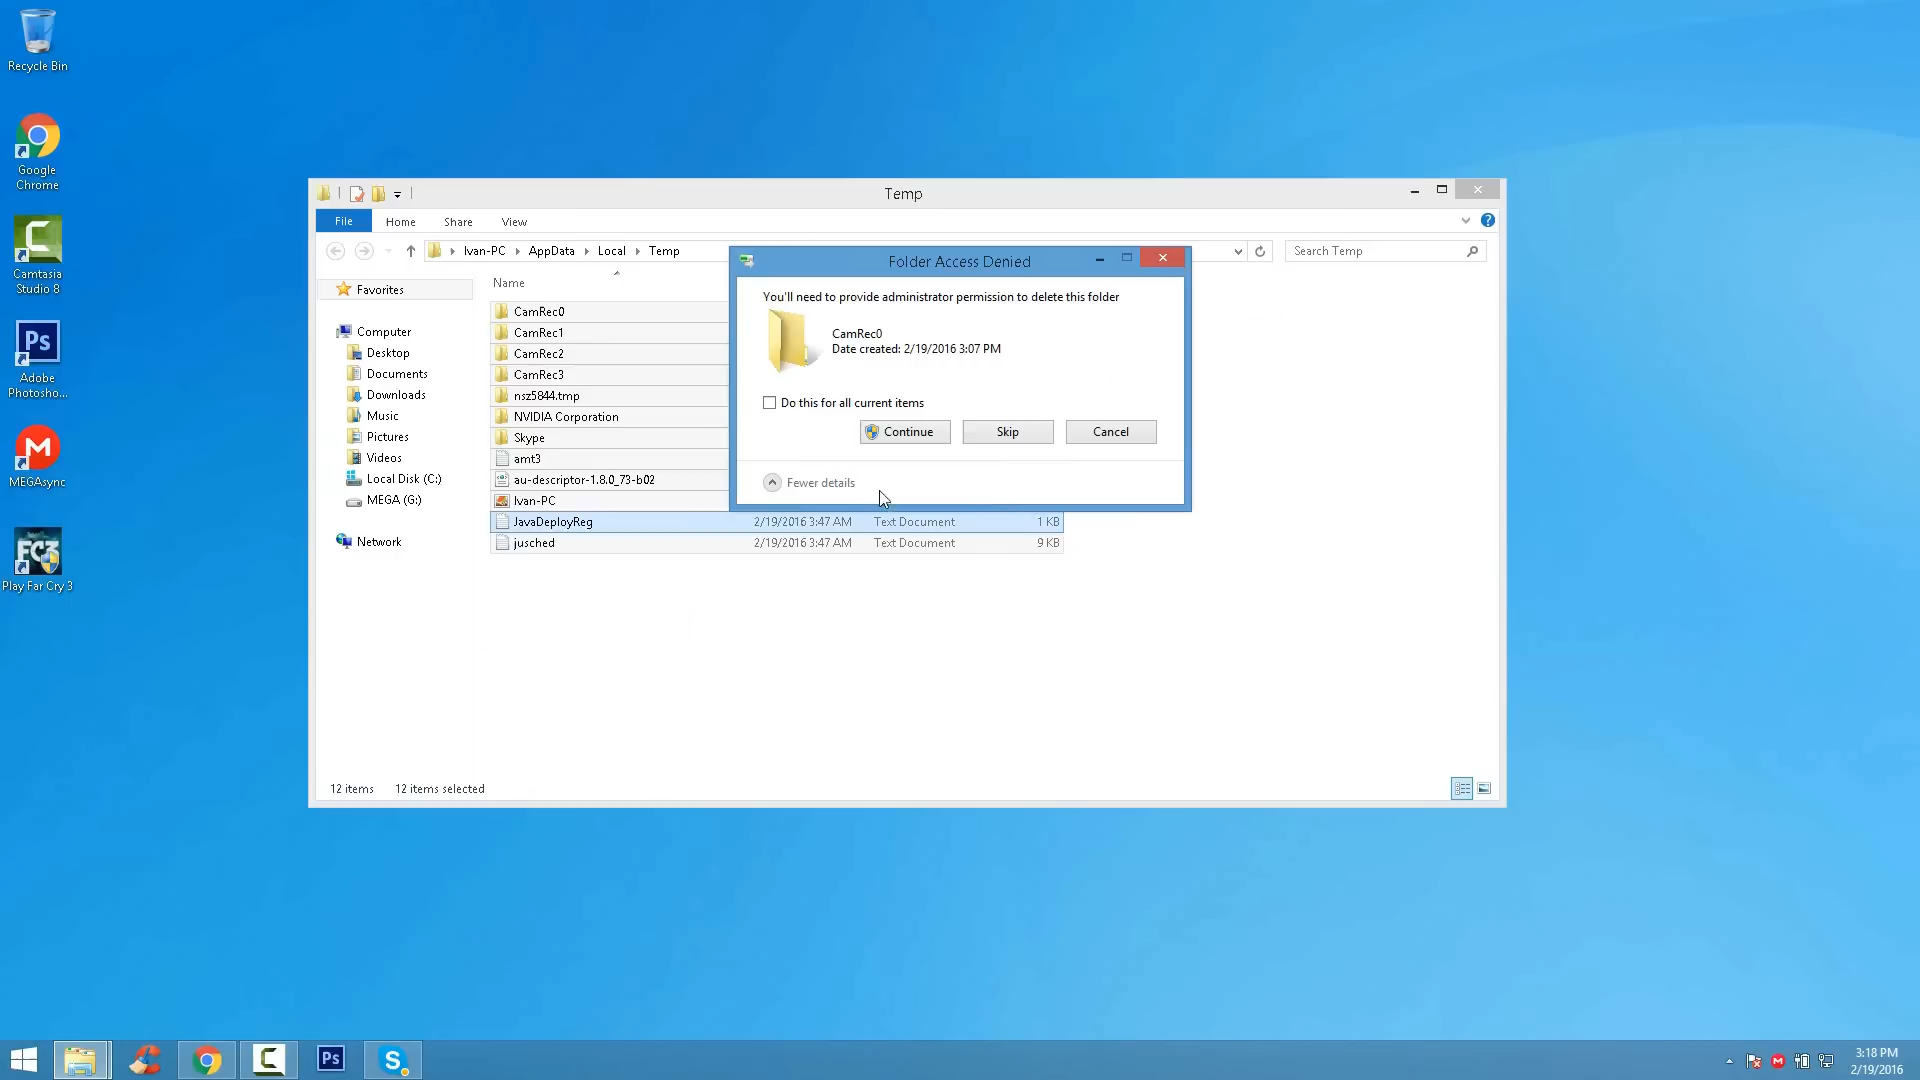 Recycle Bin
Google
Chrome
Camtasia
Studio 8
Ps
Adobe
Photosho...
M
MEGAsync
FC3
Play Far Cry 3
Temp
File
Home
Share
View
Ivan-PC
AppData
Local
Temp
Search Temp
Favorites
Computer
Desktop
Documents
Downloads
Music
Pictures
Videos
Local Disk (C:)
MEGA (G:)
Network
Name
CamRec0
CamRec1
CamRec2
CamRec3
nsz5844.tmp
NVIDIA Corporation
Skype
amt3
au-descriptor-1.8.0_73-b02
Ivan-PC
JavaDeployReg 2/19/2016 3:47 AM Text Document 1 KB
jusched 2/19/2016 3:47 AM Text Document 9 KB
12 items 12 items selected
Folder Access Denied
You'll need to provide administrator permission to delete this folder
CamRec0
Date created: 2/19/2016 3:07 PM
Do this for all current items
Continue
Skip
Cancel
Fewer details
Ps
S
M
3:18 PM
2/19/2016